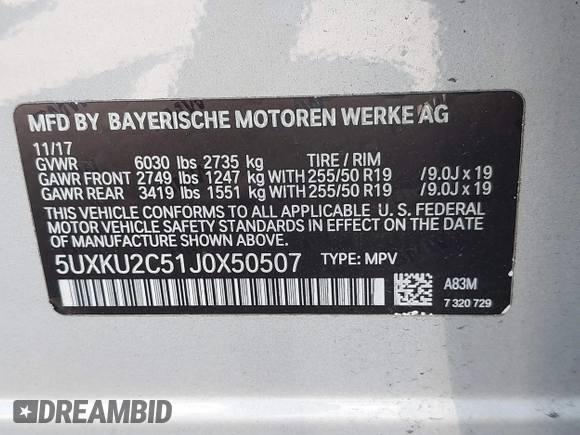 MFD BY BAYERISCHE MOTOREN WERKE AG
11/17
GVWR 6030 lbs 2735 kg TIRE / RIM
GAWR FRONT 2749 lbs 1247 kg WITH 255/50 R19 /9.0J x 19
GAWR REAR 3419 lbs 1551 kg WITH 255/50 R19 /9.0J x 19
THIS VEHICLE CONFORMS TO ALL APPLICABLE U. S. FEDERAL
MOTOR VEHICLE SAFETY STANDARDS IN EFFECT ON THE DATE OF
MANUFACTURE SHOWN ABOVE.
5UXKU2C51J0X50507 TYPE: MPV
A83M
7 320 729
DREAMBID